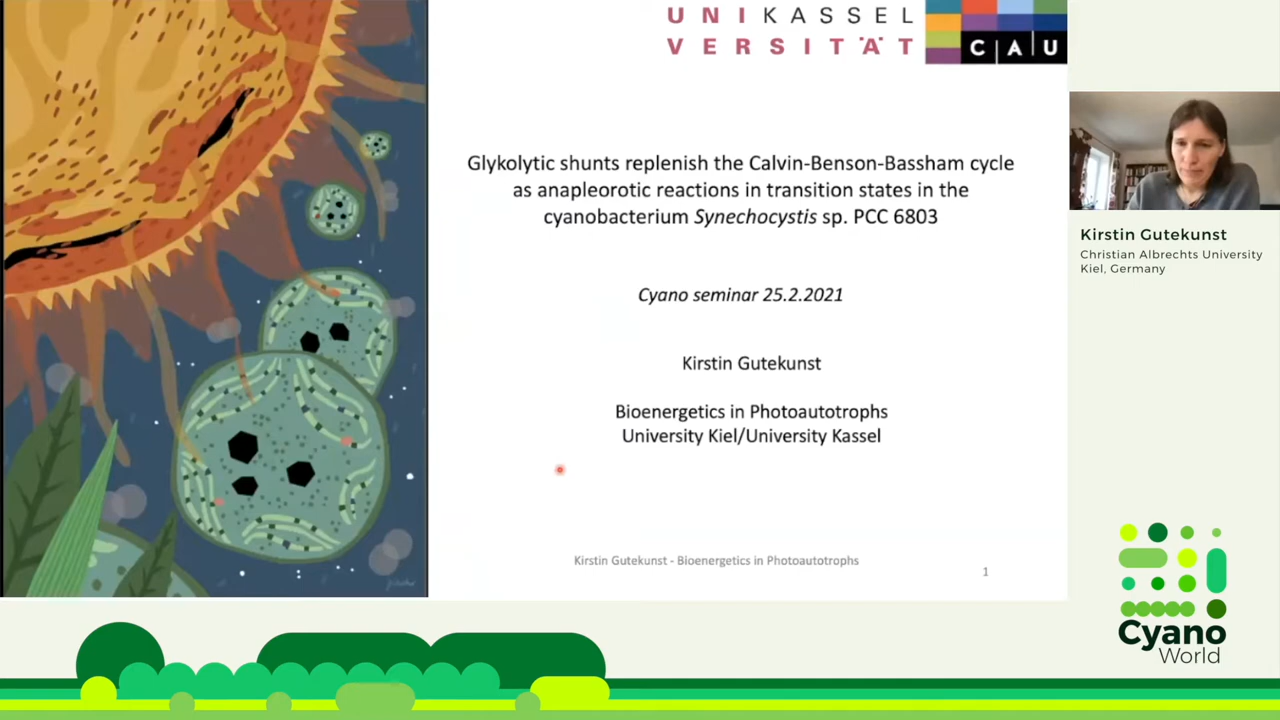 UNIKASSEL
VERSITÄT
CAU
Glykolytic shunts replenish the Calvin-Benson-Bassham cycle
as anapleorotic reactions in transition states in the
cyanobacterium Synechocystis sp. PCC 6803
Cyano seminar 25.2.2021
Kirstin Gutekunst
Bioenergetics in Photoautotrophs
University Kiel/University Kassel
Kirstin Gutekunst - Bioenergetics in Photoautotrophs
1
Kirstin Gutekunst
Christian Albrechts University
Kiel, Germany
Cyano
World